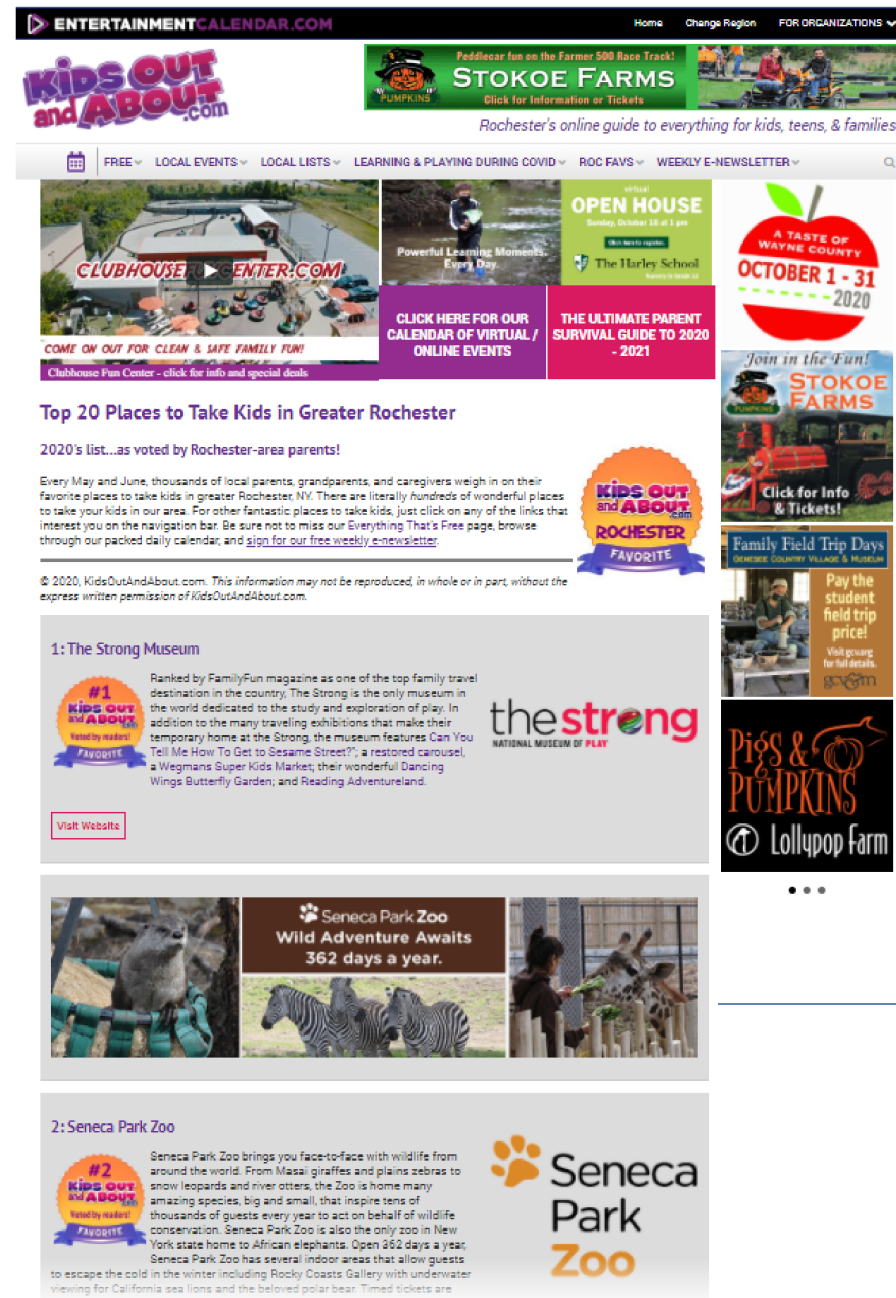 ENTERTAINMENTCALENDAR.COM
Home Change Region FOR ORGANIZATIONS
KIDS OUT
and ABOUT
.com
Peddlecar fun on the Farmer 500 Race Track!
STOKOE FARMS
Click for Information or Tickets
PUMPKINS
Rochester's online guide to everything for kids, teens, & families
FREE LOCAL EVENTS LOCAL LISTS LEARNING & PLAYING DURING COVID ROC FAVS WEEKLY E-NEWSLETTER
CLUBHOUSEFUNCENTER.COM
COME ON OUT FOR CLEAN & SAFE FAMILY FUN!
Clubhouse Fun Center - click for info and special deals
Powerful Learning Moments.
Every Day.
virtual
OPEN HOUSE
Sunday, October 18 at 1 pm
Click here to register.
The Harley School
CLICK HERE FOR OUR
CALENDAR OF VIRTUAL /
ONLINE EVENTS
THE ULTIMATE PARENT
SURVIVAL GUIDE TO 2020
- 2021
A TASTE OF
WAYNE COUNTY
OCTOBER 1 - 31
2020
Join in the Fun!
STOKOE
FARMS
PUMPKINS
Click for Info
& Tickets!
Family Field Trip Days
GENESEE COUNTRY VILLAGE & MUSEUM
Pay the
student
field trip
price!
Visit gcv.org
for full details.
gcv&m
PIGS &
PUMPKINS
Lollypop Farm
Top 20 Places to Take Kids in Greater Rochester
2020's list...as voted by Rochester-area parents!
Every May and June, thousands of local parents, grandparents, and caregivers weigh in on their
favorite places to take kids in greater Rochester, NY. There are literally hundreds of wonderful places
to take your kids in our area. For other fantastic places to take kids, just click on any of the links that
interest you on the navigation bar. Be sure not to miss our Everything That's Free page, browse
through our packed daily calendar, and sign for our free weekly e-newsletter.
KIDS OUT
and ABOUT
.com
ROCHESTER
FAVORITE
© 2020, KidsOutAndAbout.com. This information may not be reproduced, in whole or in part, without the
express written permission of KidsOutAndAbout.com.
1: The Strong Museum
#1
KIDS OUT
and ABOUT
.com
Voted by readers!
FAVORITE
Ranked by FamilyFun magazine as one of the top family travel
destination in the country, The Strong is the only museum in
the world dedicated to the study and exploration of play. In
addition to the many traveling exhibitions that make their
temporary home at the Strong, the museum features Can You
Tell Me How To Get to Sesame Street?"; a restored carousel,
a Wegmans Super Kids Market; their wonderful Dancing
Wings Butterfly Garden; and Reading Adventureland.
thestrong
NATIONAL MUSEUM OF PLAY
Visit Website
Seneca Park Zoo
Wild Adventure Awaits
362 days a year.
2: Seneca Park Zoo
#2
KIDS OUT
and ABOUT
.com
Voted by readers!
FAVORITE
Seneca Park Zoo brings you face-to-face with wildlife from
around the world. From Masai giraffes and plains zebras to
snow leopards and river otters, the Zoo is home many
amazing species, big and small, that inspire tens of
thousands of guests every year to act on behalf of wildlife
conservation. Seneca Park Zoo is also the only zoo in New
York state home to African elephants. Open 362 days a year,
Seneca Park Zoo has several indoor areas that allow guests
to escape the cold in the winter including Rocky Coasts Gallery with underwater
viewing for California sea lions and the beloved polar bear. Timed tickets are
Seneca
Park
Zoo